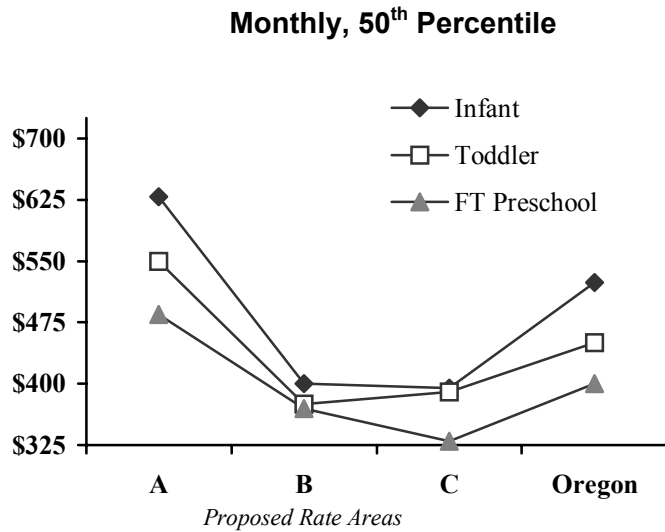 Monthly, 50th Percentile
Infant
Toddler
FT Preschool
$700
$625
$550
$475
$400
$325
A B C Oregon
Proposed Rate Areas